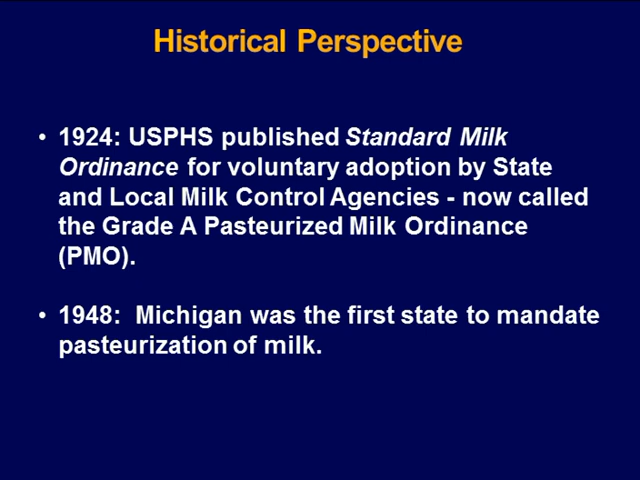 Historical Perspective
• 1924: USPHS published Standard Milk
Ordinance for voluntary adoption by State
and Local Milk Control Agencies - now called
the Grade A Pasteurized Milk Ordinance
(PMO).
• 1948:  Michigan was the first state to mandate
pasteurization of milk.